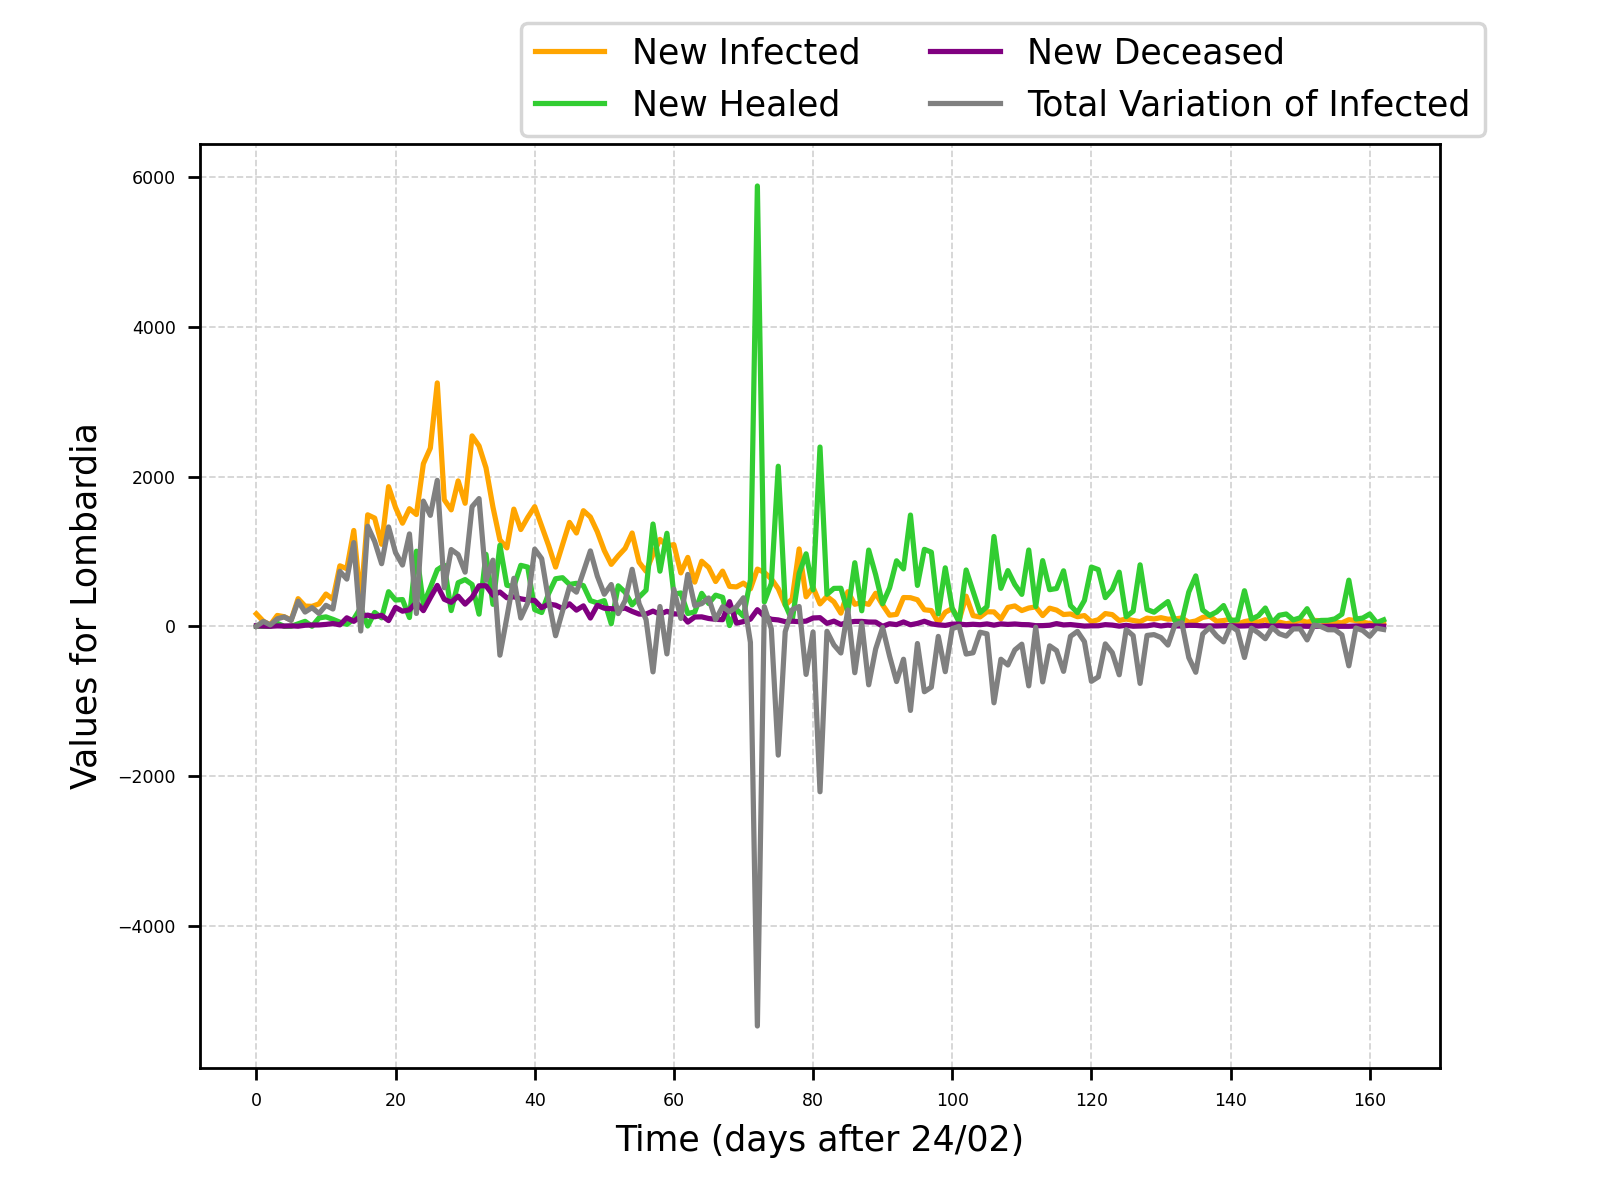 New Infected
New Healed
New Deceased
Total Variation of Infected
Values for Lombardia
6000
4000
2000
0
−2000
−4000
0 20 40 60 80 100 120 140 160
Time (days after 24/02)